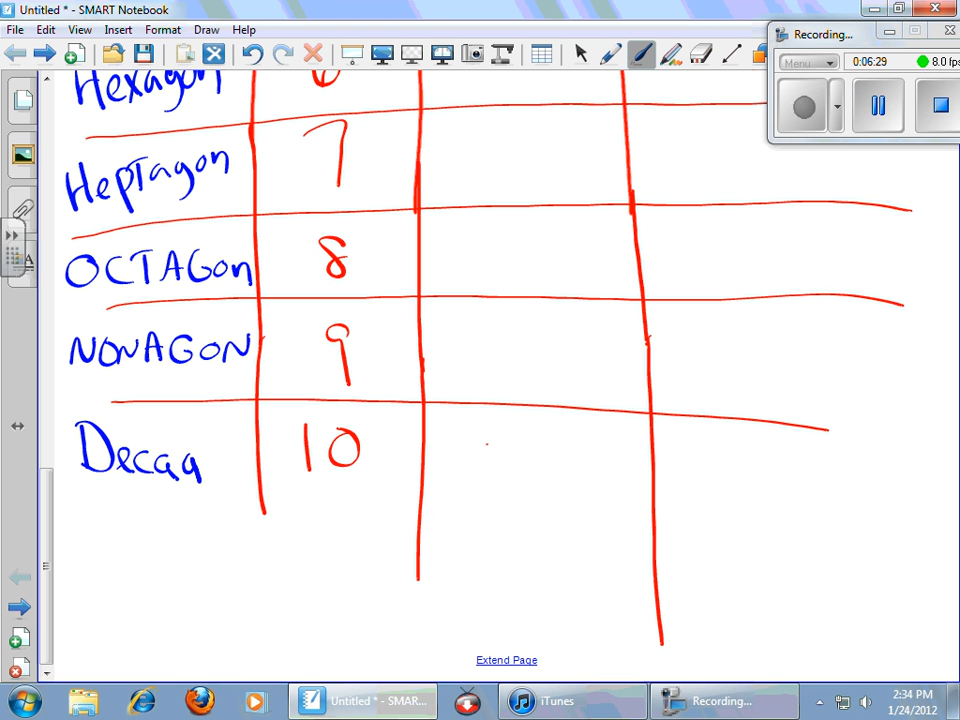 Untitled * - SMART Notebook
File Edit View Insert Format Draw Help
Recording...
Menu
0:06:29
8.0 fp
Hexagon 6
HepTagon 7
OCTAGon 8
NONAGON 9
Decag 10
Extend Page
Untitled * - SMAR...
iTunes
Recording...
2:34 PM
1/24/2012